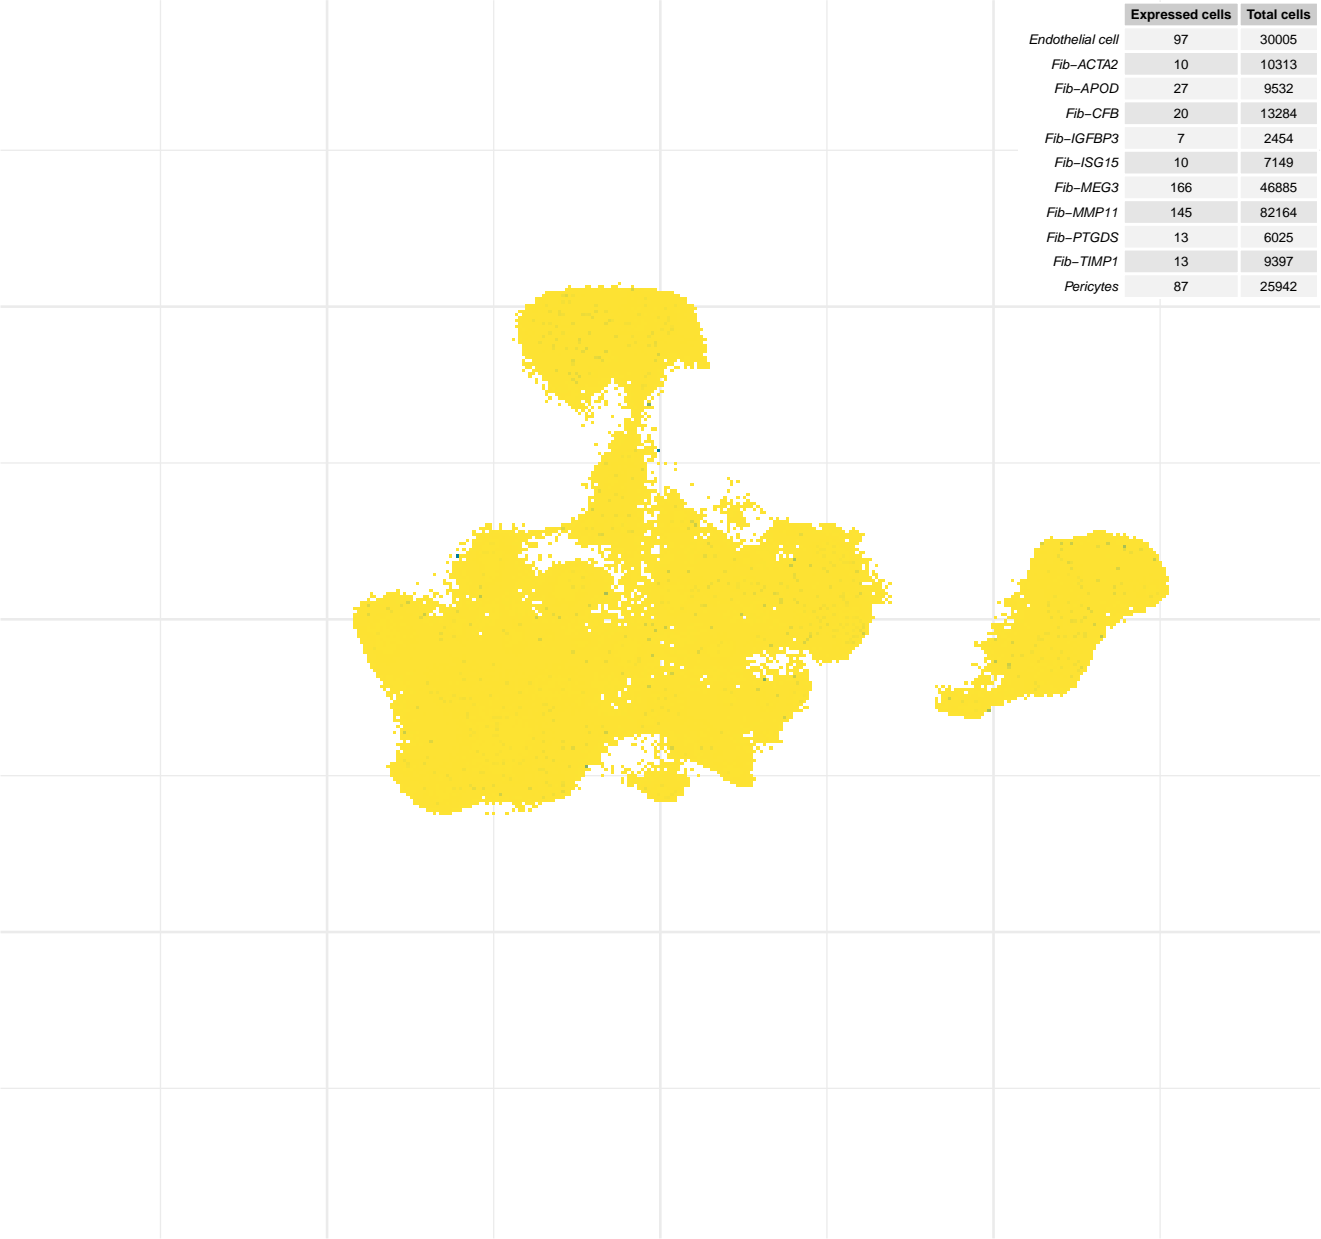 Expressed cells Total cells
Endothelial cell 97 30005
Fib−ACTA2 10 10313
Fib−APOD 27 9532
Fib−CFB 20 13284
Fib−IGFBP3 7 2454
Fib−ISG15 10 7149
Fib−MEG3 166 46885
Fib−MMP11 145 82164
Fib−PTGDS 13 6025
Fib−TIMP1 13 9397
Pericytes 87 25942